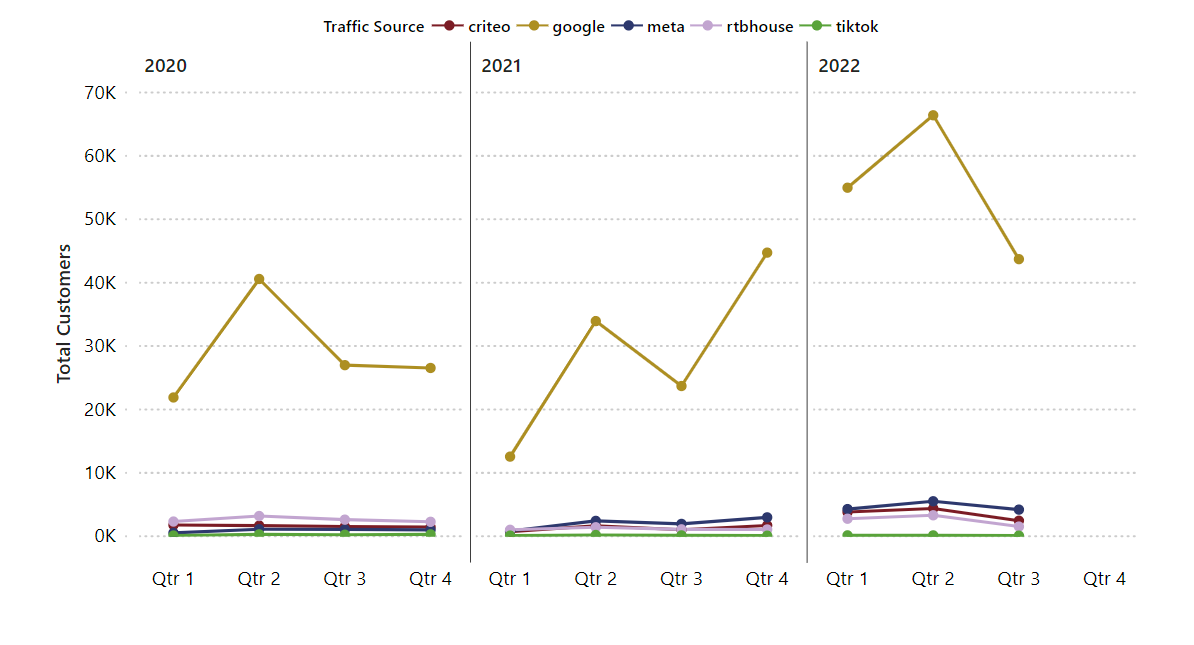 Traffic Source criteo google meta rtbhouse tiktok
2020 2021 2022
70K
60K
50K
40K
30K
20K
10K
0K
Total Customers
Qtr 1 Qtr 2 Qtr 3 Qtr 4 Qtr 1 Qtr 2 Qtr 3 Qtr 4 Qtr 1 Qtr 2 Qtr 3 Qtr 4